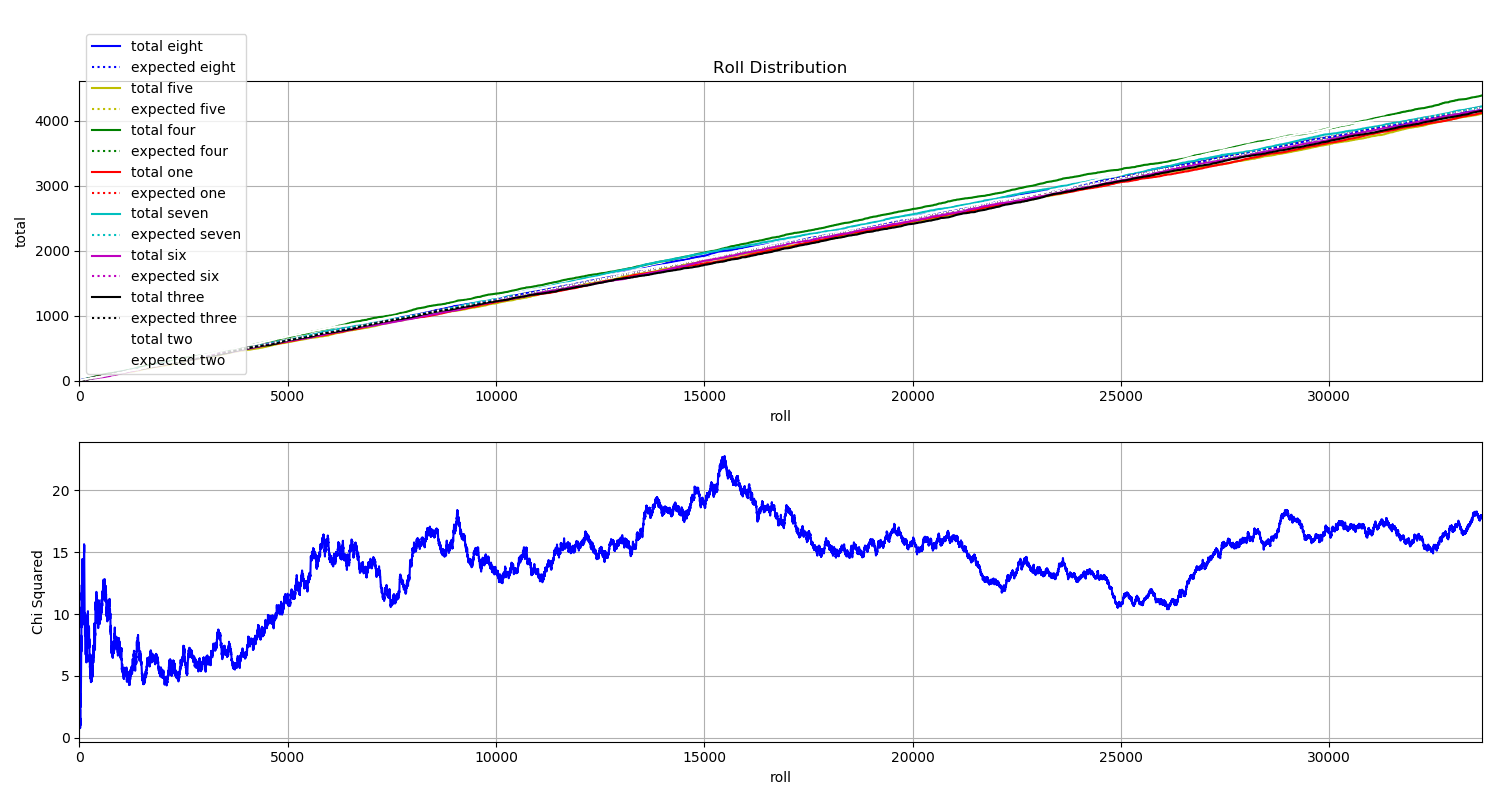 total eight
expected eight
total five
expected five
total four
expected four
total one
expected one
total seven
expected seven
total six
expected six
total three
expected three
total two
expected two
Roll Distribution
total
4000
3000
2000
1000
0
0 5000 10000 15000 20000 25000 30000
roll
Chi Squared
20
15
10
5
0
0 5000 10000 15000 20000 25000 30000
roll